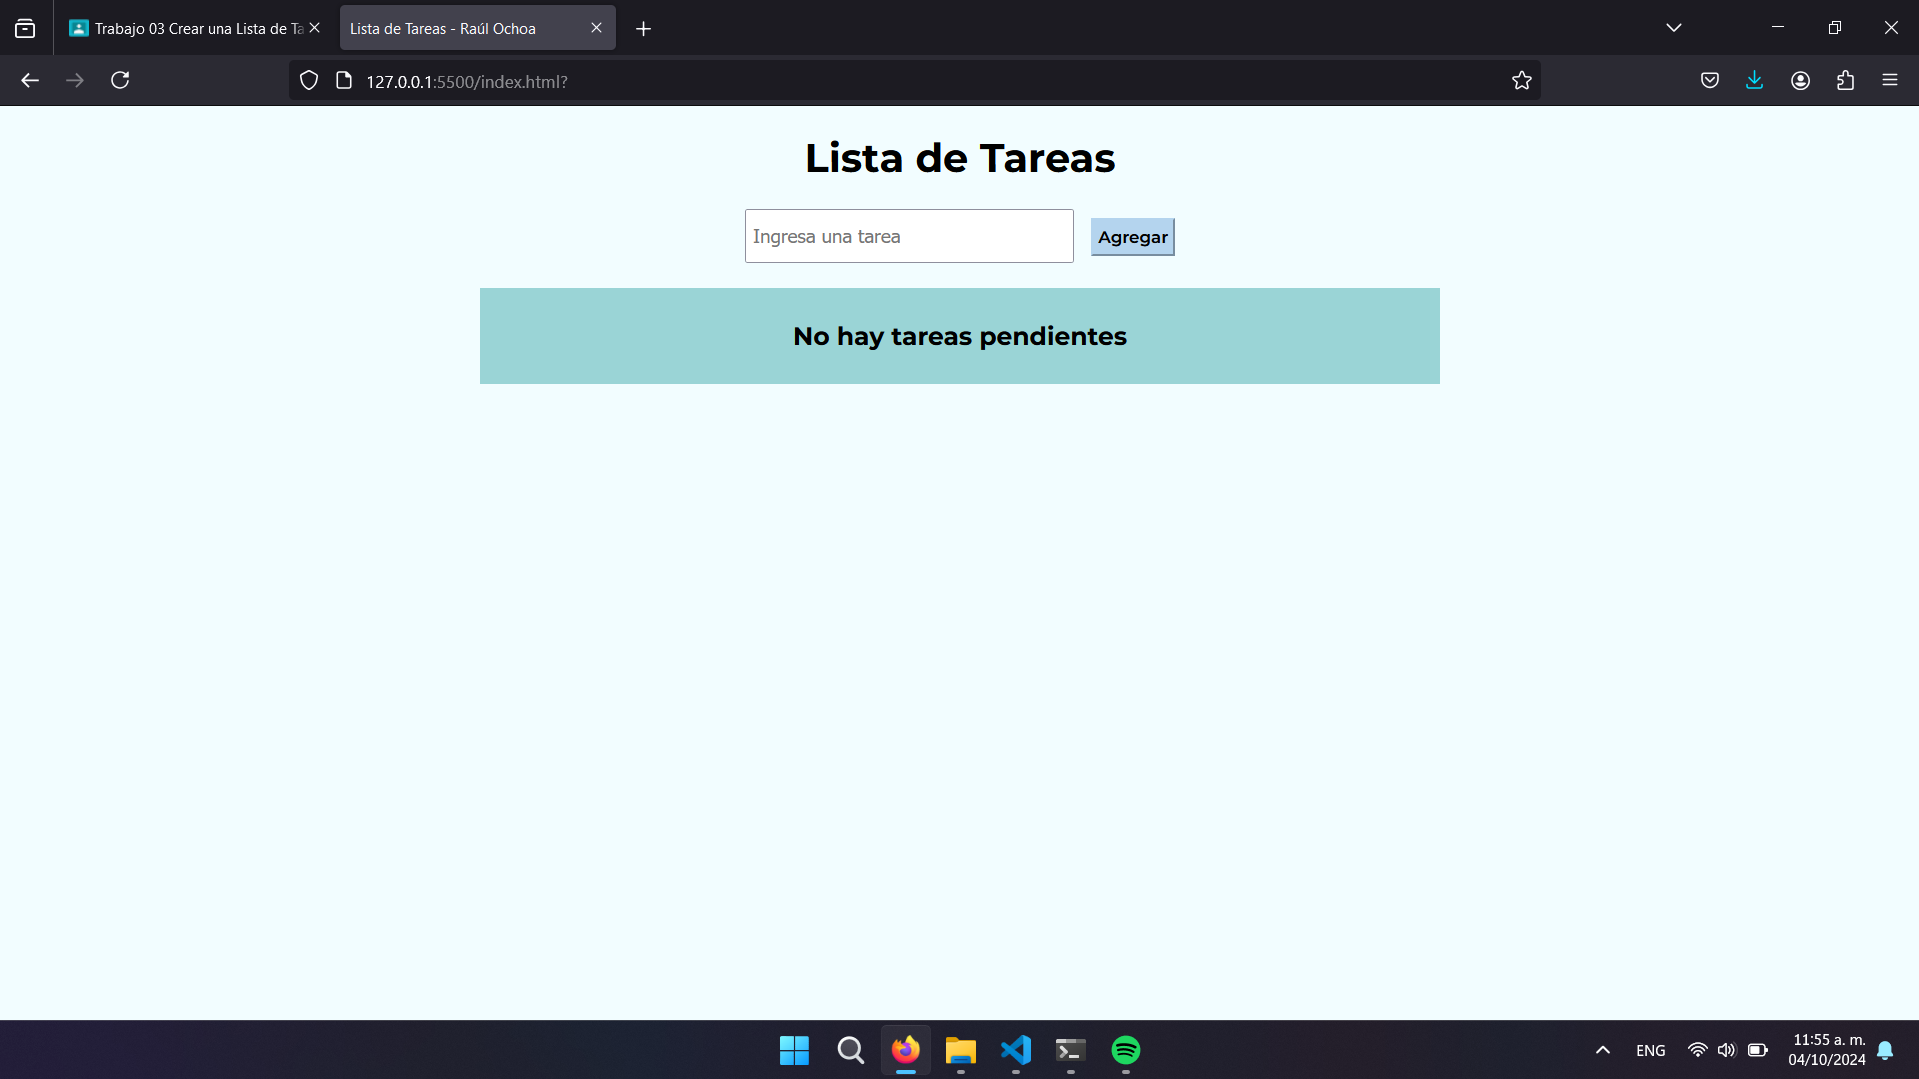 Trabajo 03 Crear una Lista de Ta
Lista de Tareas - Raúl Ochoa
127.0.0.1:5500/index.html?
Lista de Tareas
Ingresa una tarea
Agregar
No hay tareas pendientes
ENG
11:55 a. m.
04/10/2024